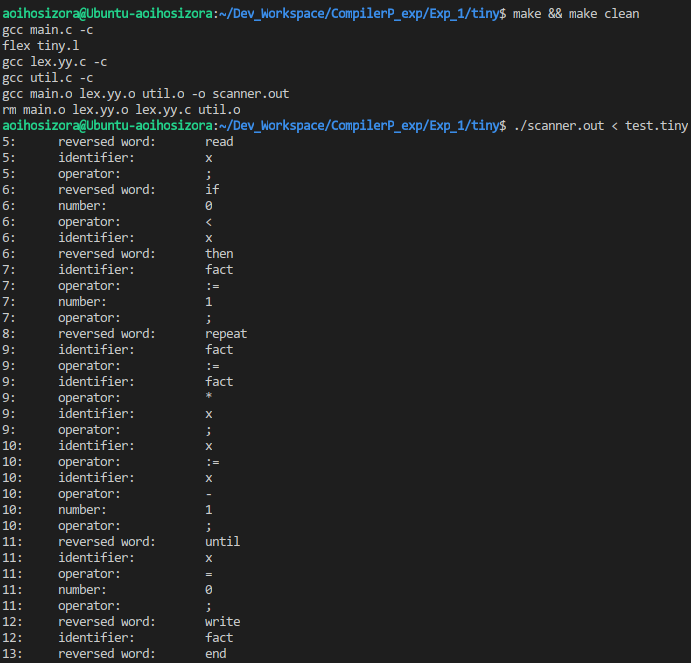 aoihosizora@Ubuntu-aoihosizora:~/Dev_Workspace/CompilerP_exp/Exp_1/tiny$ make && make clean
gcc main.c -c
flex tiny.l
gcc lex.yy.c -c
gcc util.c -c
gcc main.o lex.yy.o util.o -o scanner.out
rm main.o lex.yy.o lex.yy.c util.o
aoihosizora@Ubuntu-aoihosizora:~/Dev_Workspace/CompilerP_exp/Exp_1/tiny$ ./scanner.out < test.tiny
5: reversed word: read
5: identifier: x
5: operator: ;
6: reversed word: if
6: number: 0
6: operator: <
6: identifier: x
6: reversed word: then
7: identifier: fact
7: operator: :=
7: number: 1
7: operator: ;
8: reversed word: repeat
9: identifier: fact
9: operator: :=
9: identifier: fact
9: operator: *
9: identifier: x
9: operator: ;
10: identifier: x
10: operator: :=
10: identifier: x
10: operator: -
10: number: 1
10: operator: ;
11: reversed word: until
11: identifier: x
11: operator: =
11: number: 0
11: operator: ;
12: reversed word: write
12: identifier: fact
13: reversed word: end